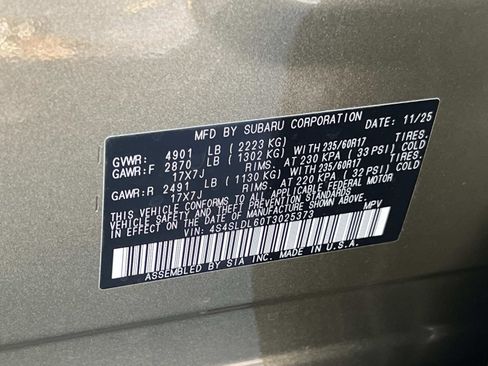 MFD BY SUBARU CORPORATION DATE: 11/25
GVWR: 4901 LB ( 2223 KG)
GAWR:F 2870 LB ( 1302 KG) WITH 235/60R17 TIRES.
17X7J RIMS. AT 230 KPA ( 33 PSI) COLD
GAWR:R 2491 LB ( 1130 KG) WITH 235/60R17 TIRES.
17X7J RIMS. AT 220 KPA ( 32 PSI) COLD
THIS VEHICLE CONFORMS TO ALL APPLICABLE FEDERAL MOTOR
VEHICLE SAFETY AND THEFT PREVENTION STANDARDS IN EFFECT
ON THE DATE OF MANUFACTURE SHOWN ABOVE.
VIN: 4S4SLDL60T3025373 MPV
ASSEMBLED BY SIA INC. MADE IN U.S.A.